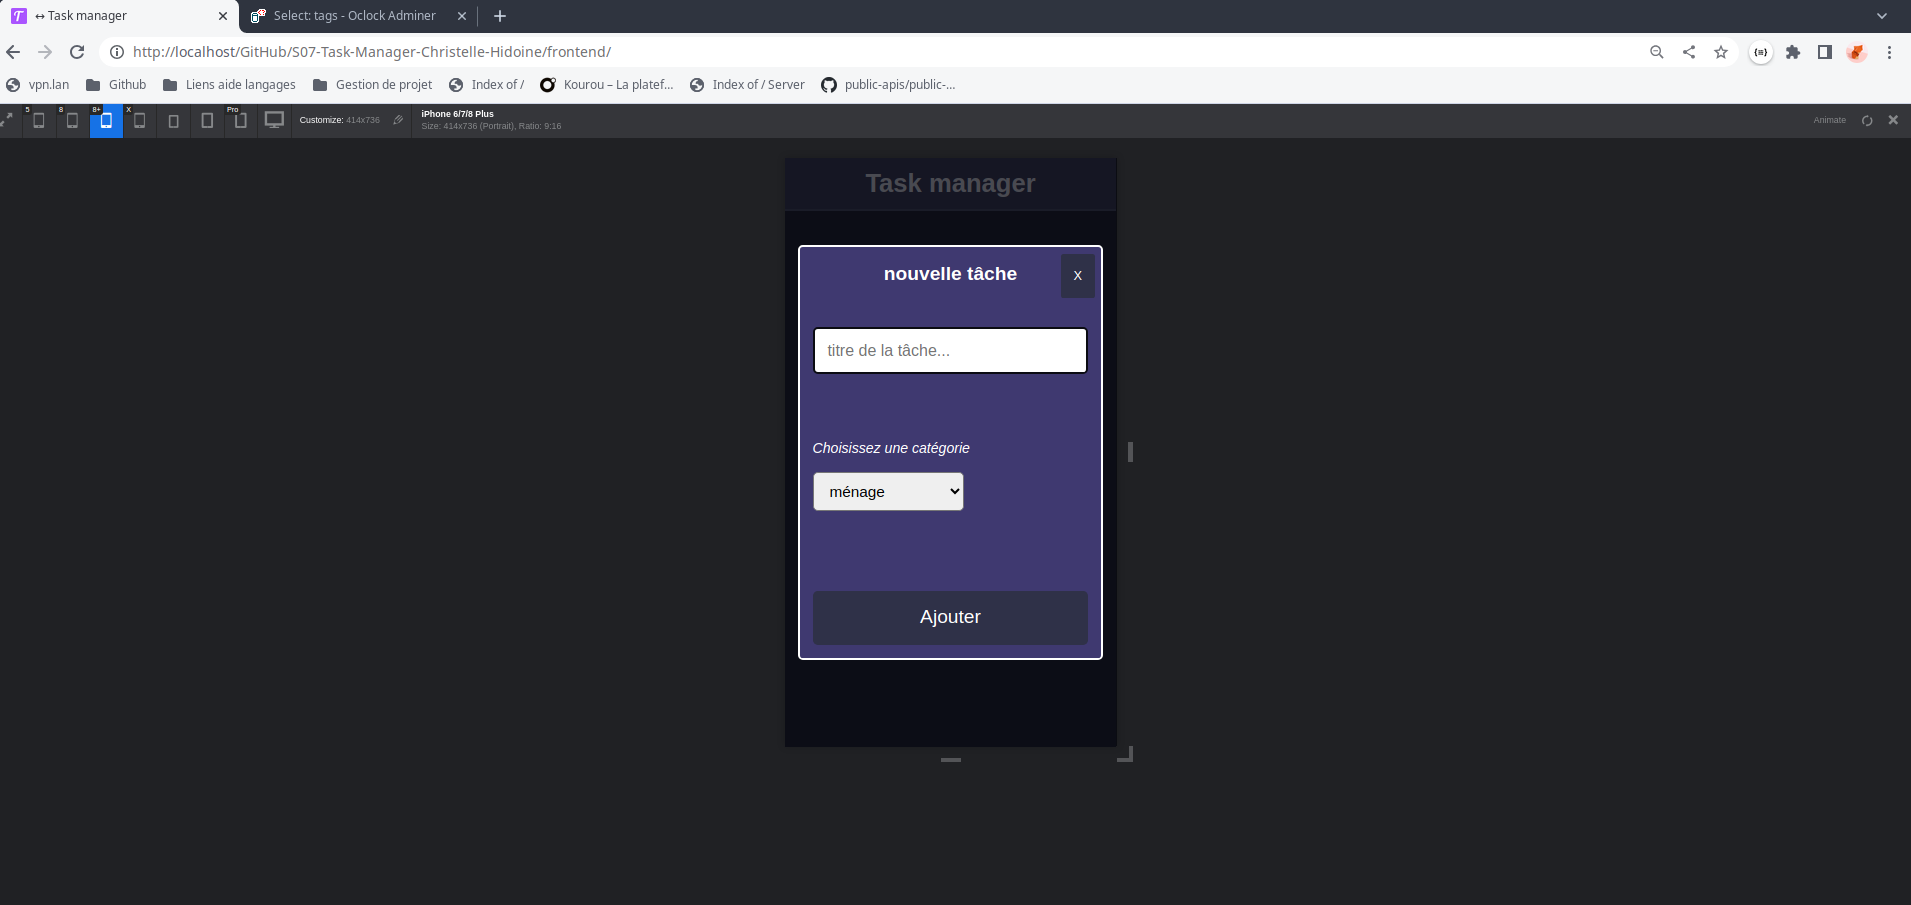 ↔ Task manager
Select: tags - Oclock Adminer
http://localhost/GitHub/S07-Task-Manager-Christelle-Hidoine/frontend/
vpn.lan
Github
Liens aide langages
Gestion de projet
Index of /
Kourou – La platef...
Index of / Server
public-apis/public-...
5
8
8+
X
Pro
Customize: 414x736
iPhone 6/7/8 Plus
Size: 414x736 (Portrait), Ratio: 9:16
Animate
Task manager
nouvelle tâche
X
titre de la tâche...
Choisissez une catégorie
ménage
Ajouter